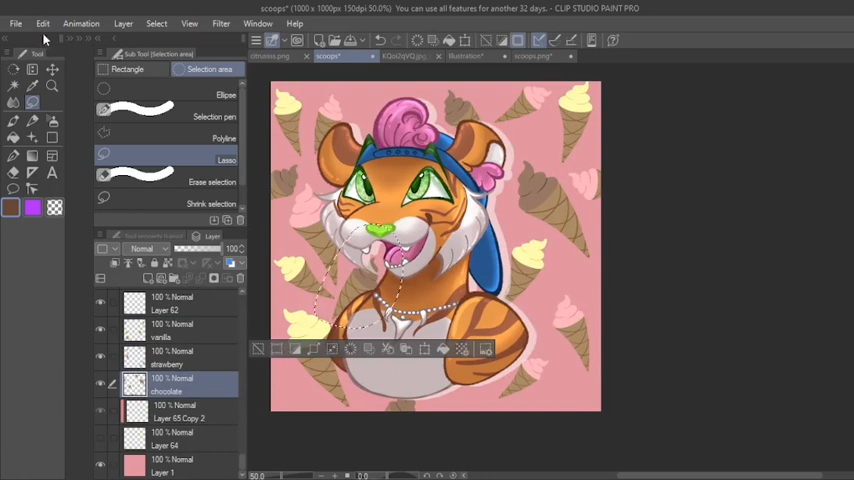 (1000 x 1000px 150dpi 50.0%) You can use all features for another 32 days. - CLIP STUDIO PAINT PRO
File Edit Animation Layer Select View Filter Window Help
Tool
Sub Tool [Selection area]
citrusxss.png scoops* KQoi2qVQ.jpg Illustration* scoops.png*
Rectangle Selection area
Ellipse
Selection pen
Polyline
Lasso
Erase selection
Shrink selection
Layer
Normal 100
100 % Normal
Layer 62
100 % Normal
vanilla
100 % Normal
strawberry
100 % Normal
chocolate
100 % Normal
Layer 65 Copy 2
100 % Normal
Layer 64
100 % Normal
Layer 1
50.0 0.0